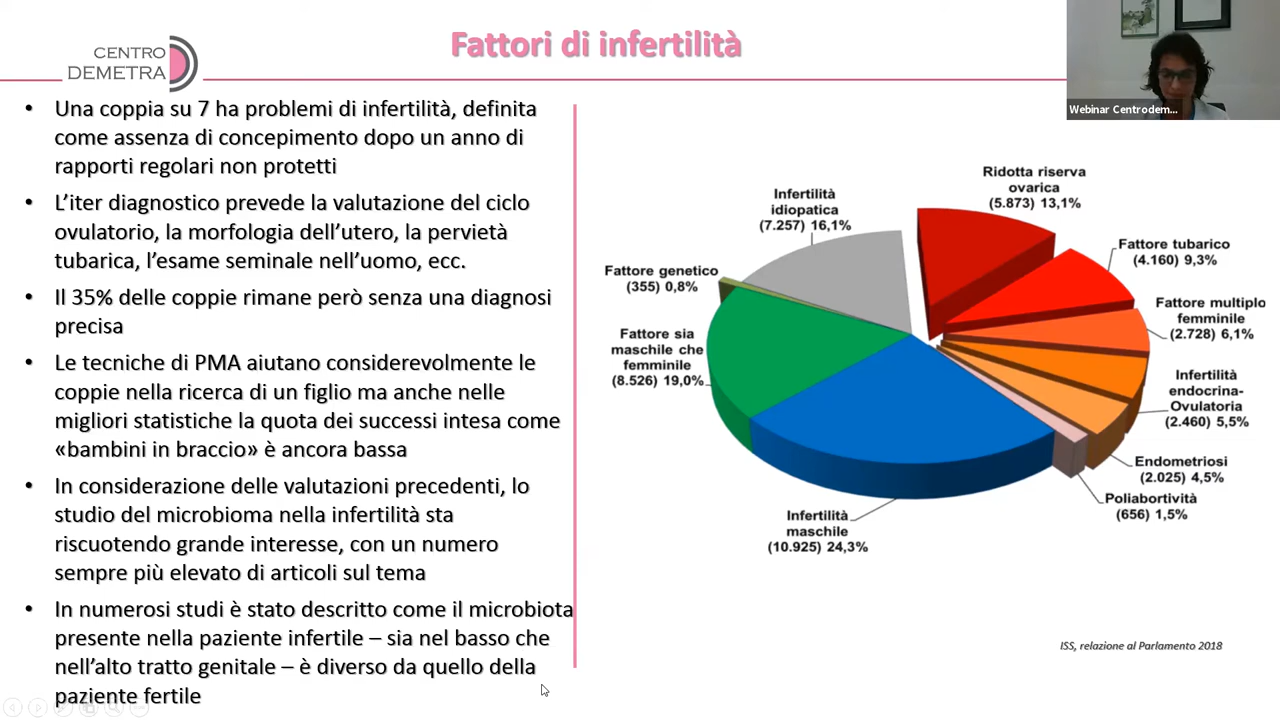 Fattori di infertilità
CENTRO
DEMETRA
Webinar Centrodem...
• Una coppia su 7 ha problemi di infertilità, definita
come assenza di concepimento dopo un anno di
rapporti regolari non protetti
• L’iter diagnostico prevede la valutazione del ciclo
ovulatorio, la morfologia dell’utero, la pervietà
tubarica, l’esame seminale nell’uomo, ecc.
• Il 35% delle coppie rimane però senza una diagnosi
precisa
• Le tecniche di PMA aiutano considerevolmente le
coppie nella ricerca di un figlio ma anche nelle
migliori statistiche la quota dei successi intesa come
«bambini in braccio» è ancora bassa
• In considerazione delle valutazioni precedenti, lo
studio del microbioma nella infertilità sta
riscuotendo grande interesse, con un numero
sempre più elevato di articoli sul tema
• In numerosi studi è stato descritto come il microbiota
presente nella paziente infertile – sia nel basso che
nell’alto tratto genitale – è diverso da quello della
paziente fertile
Ridotta riserva
ovarica
(5.873) 13,1%
Infertilità
idiopatica
(7.257) 16,1%
Fattore tubarico
(4.160) 9,3%
Fattore genetico
(355) 0,8%
Fattore multiplo
femminile
(2.728) 6,1%
Fattore sia
maschile che
femminile
(8.526) 19,0%
Infertilità
endocrina-
Ovulatoria
(2.460) 5,5%
Endometriosi
(2.025) 4,5%
Poliabortività
(656) 1,5%
Infertilità
maschile
(10.925) 24,3%
ISS, relazione al Parlamento 2018